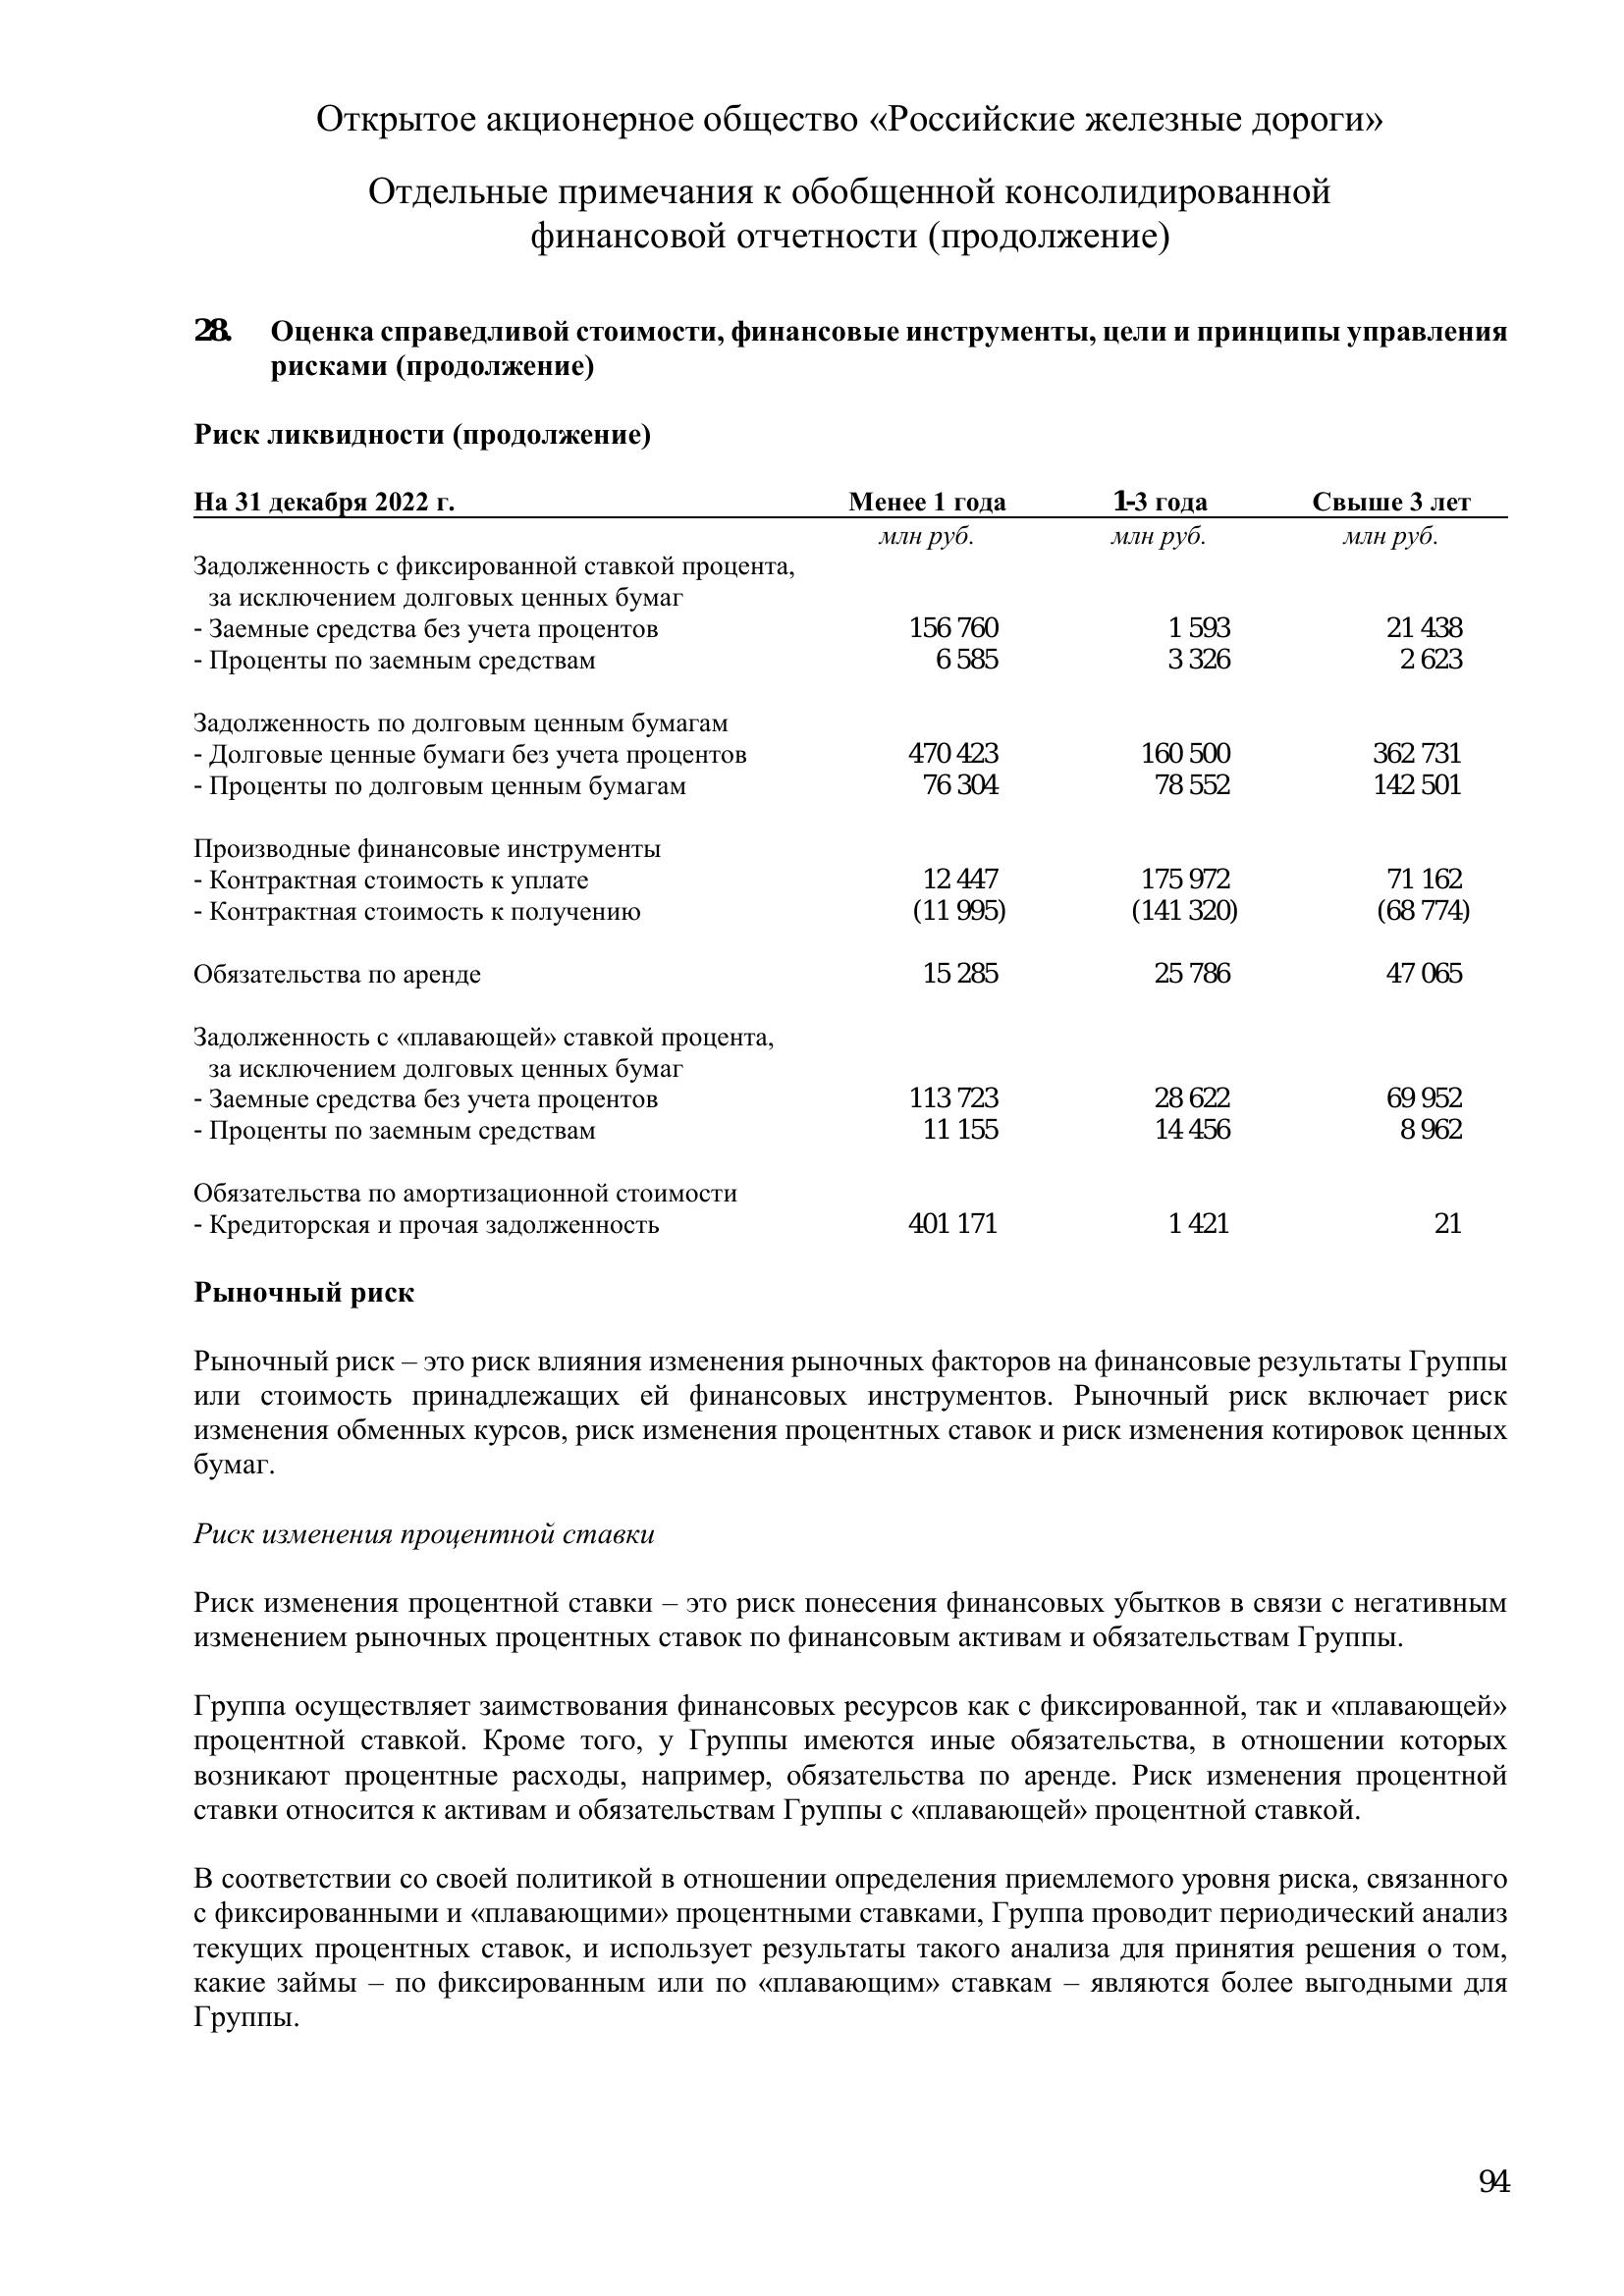 Открытое акционерное общество «Российские железные дороги»
Отдельные примечания к обобщенной консолидированной
финансовой отчетности (продолжение)
28. Оценка справедливой стоимости, финансовые инструменты, цели и принципы управления
рисками (продолжение)
Риск ликвидности (продолжение)
На 31 декабря 2022 г. Менее 1 года 1-3 года Свыше 3 лет
млн руб. млн руб. млн руб.
Задолженность с фиксированной ставкой процента,
за исключением долговых ценных бумаг
- Заемные средства без учета процентов 156 760 1 593 21 438
- Проценты по заемным средствам 6 585 3 326 2 623
Задолженность по долговым ценным бумагам
- Долговые ценные бумаги без учета процентов 470 423 160 500 362 731
- Проценты по долговым ценным бумагам 76 304 78 552 142 501
Производные финансовые инструменты
- Контрактная стоимость к уплате 12 447 175 972 71 162
- Контрактная стоимость к получению (11 995) (141 320) (68 774)
Обязательства по аренде 15 285 25 786 47 065
Задолженность с «плавающей» ставкой процента,
за исключением долговых ценных бумаг
- Заемные средства без учета процентов 113 723 28 622 69 952
- Проценты по заемным средствам 11 155 14 456 8 962
Обязательства по амортизационной стоимости
- Кредиторская и прочая задолженность 401 171 1 421 21
Рыночный риск
Рыночный риск – это риск влияния изменения рыночных факторов на финансовые результаты Группы
или стоимость принадлежащих ей финансовых инструментов. Рыночный риск включает риск
изменения обменных курсов, риск изменения процентных ставок и риск изменения котировок ценных
бумаг.
Риск изменения процентной ставки
Риск изменения процентной ставки – это риск понесения финансовых убытков в связи с негативным
изменением рыночных процентных ставок по финансовым активам и обязательствам Группы.
Группа осуществляет заимствования финансовых ресурсов как с фиксированной, так и «плавающей»
процентной ставкой. Кроме того, у Группы имеются иные обязательства, в отношении которых
возникают процентные расходы, например, обязательства по аренде. Риск изменения процентной
ставки относится к активам и обязательствам Группы с «плавающей» процентной ставкой.
В соответствии со своей политикой в отношении определения приемлемого уровня риска, связанного
с фиксированными и «плавающими» процентными ставками, Группа проводит периодический анализ
текущих процентных ставок, и использует результаты такого анализа для принятия решения о том,
какие займы – по фиксированным или по «плавающим» ставкам – являются более выгодными для
Группы.
94